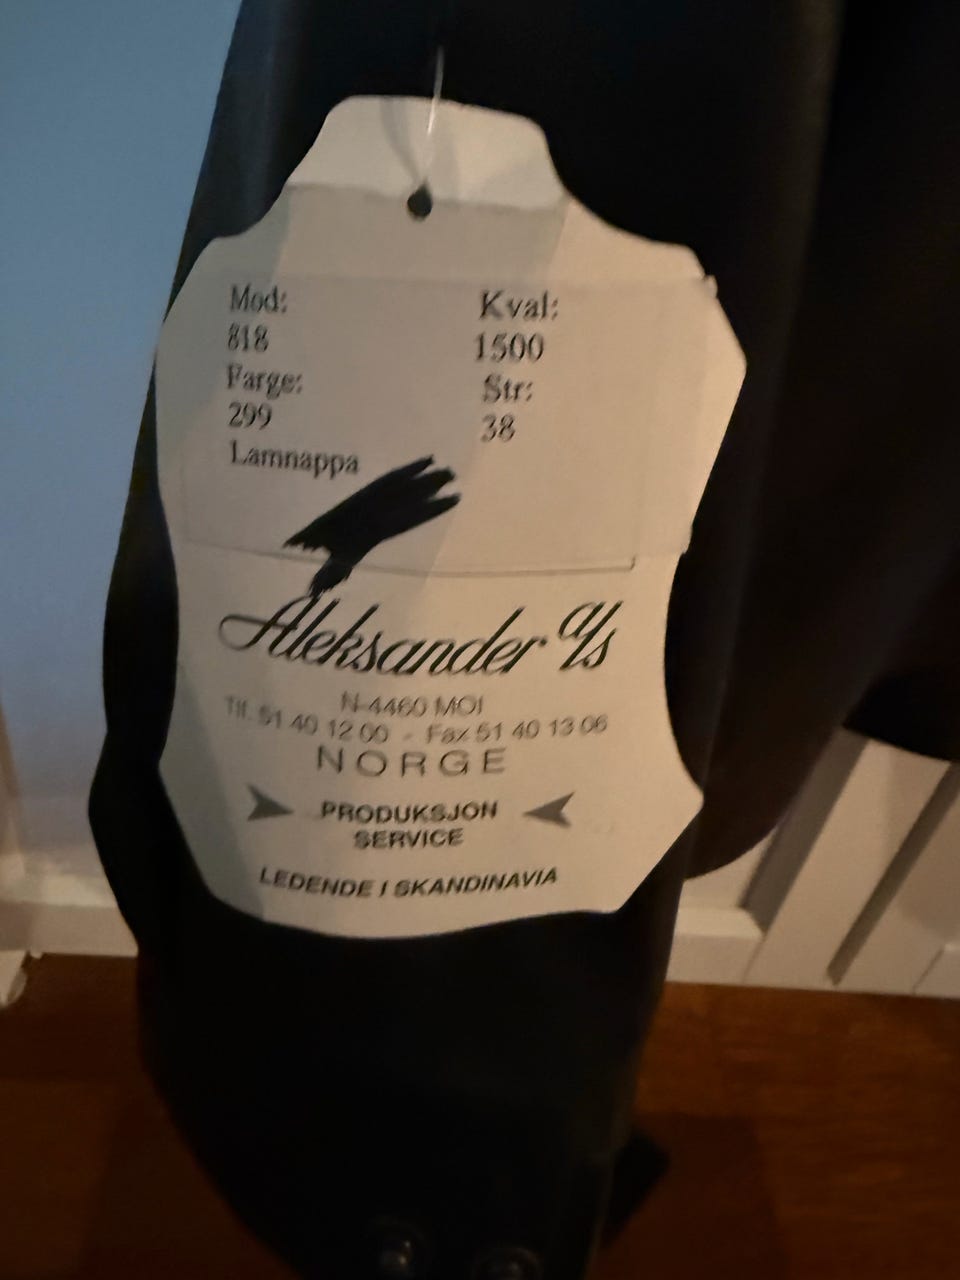 Mod:
818
Farge:
299
Lamnappa
Kval:
1500
Str:
38
Aleksander a/s
N-4460 MOI
Tlf. 51 40 12 00 - Fax 51 40 13 06
NORGE
PRODUKSJON
SERVICE
LEDENDE I SKANDINAVIA